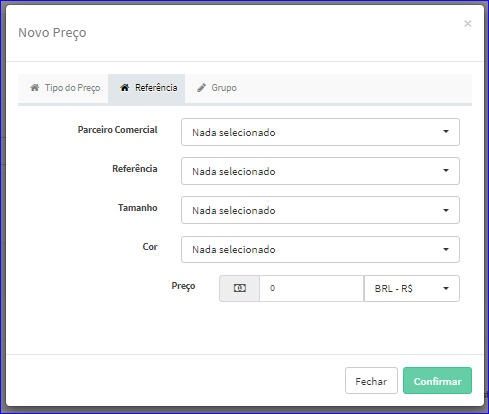 Novo Preço ×
Tipo do Preço Referência Grupo
Parceiro Comercial Nada selecionado
Referência Nada selecionado
Tamanho Nada selecionado
Cor Nada selecionado
Preço 0 BRL - R$
Fechar Confirmar